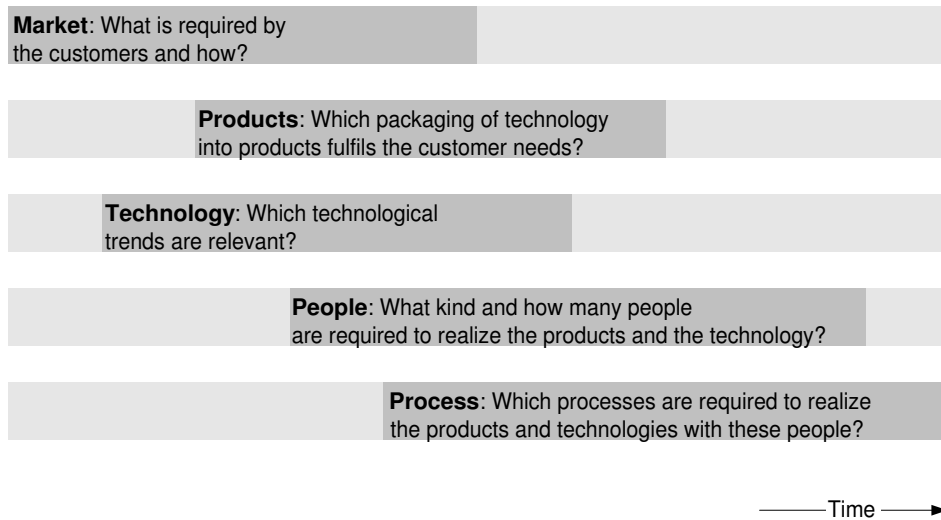 Market: What is required by
the customers and how?
Products: Which packaging of technology
into products fulfils the customer needs?
Technology: Which technological
trends are relevant?
People: What kind and how many people
are required to realize the products and the technology?
Process: Which processes are required to realize
the products and technologies with these people?
Time